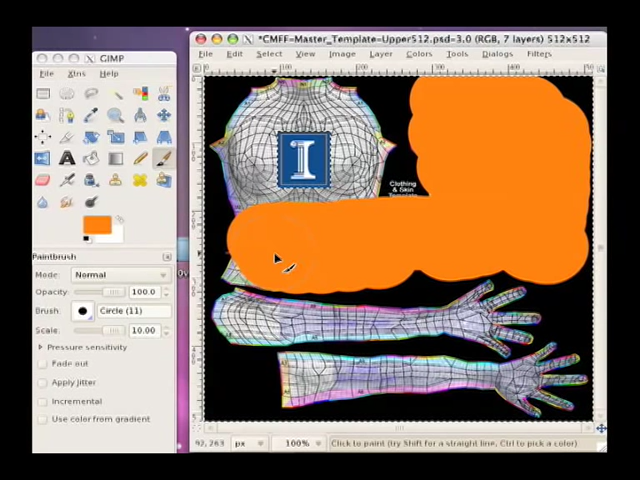 *CMFF=Master_Template=Upper512.psd=3.0 (RGB, 7 layers) 512x512
GIMP
File Edit Select View Image Layer Colors Tools Dialogs Filters
File Xtns Help
I
Clothing
& Skin
Template
Paintbrush
Mode: Normal
Opacity: 100.0
Brush: Circle (11)
Scale: 10.00
Pressure sensitivity
Fade out
Apply Jitter
Incremental
Use color from gradient
92, 263 px 100% Click to paint (try Shift for a straight line, Ctrl to pick a color)